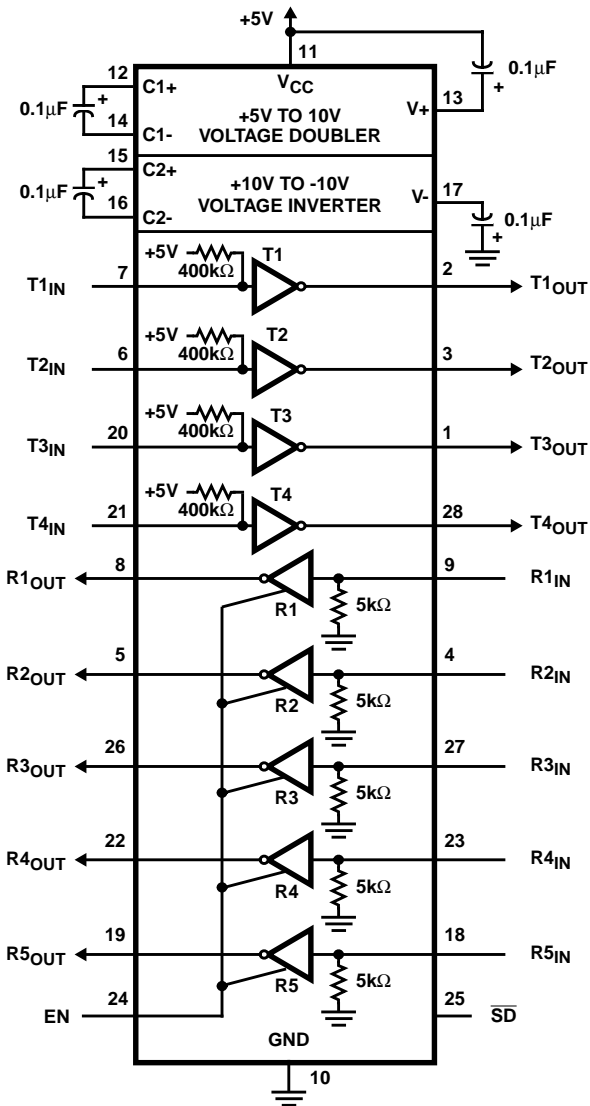 +5V
11
12
C1+
VCC
0.1µF
0.1µF
+
+
+5V TO 10V
VOLTAGE DOUBLER
V+
13
14
C1-
15
C2+
0.1µF
+
+10V TO -10V
VOLTAGE INVERTER
V-
17
16
C2-
0.1µF
+
+5V
400kΩ
T1
T1IN
7
2
T1OUT
+5V
400kΩ
T2
T2IN
6
3
T2OUT
+5V
400kΩ
T3
T3IN
20
1
T3OUT
+5V
400kΩ
T4
T4IN
21
28
T4OUT
R1OUT
8
9
R1IN
R1
5kΩ
R2OUT
5
4
R2IN
R2
5kΩ
R3OUT
26
27
R3IN
R3
5kΩ
R4OUT
22
23
R4IN
R4
5kΩ
R5OUT
19
18
R5IN
R5
5kΩ
EN
24
25
SD
GND
10